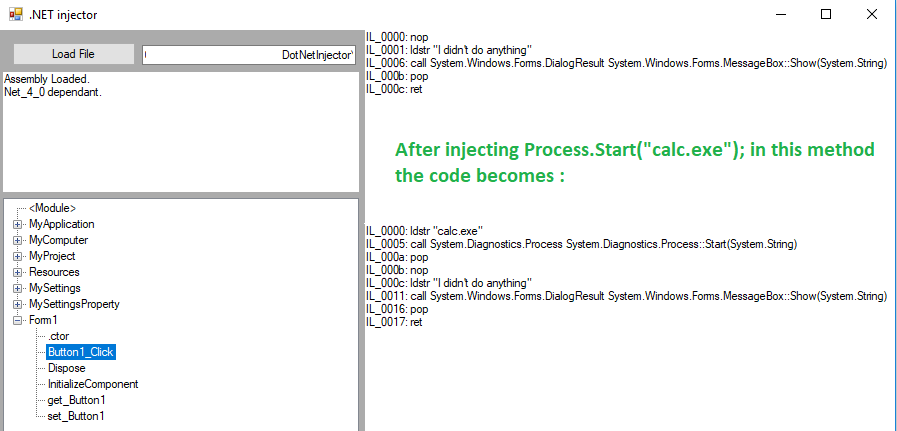 .NET injector
Load File
DotNetInjector\
Assembly Loaded.
Net_4_0 dependant.
<Module>
MyApplication
MyComputer
MyProject
Resources
MySettings
MySettingsProperty
Form1
.ctor
Button1_Click
Dispose
InitializeComponent
get_Button1
set_Button1
IL_0000: nop
IL_0001: ldstr "I didn't do anything"
IL_0006: call System.Windows.Forms.DialogResult System.Windows.Forms.MessageBox::Show(System.String)
IL_000b: pop
IL_000c: ret
After injecting Process.Start("calc.exe"); in this method
the code becomes :
IL_0000: ldstr "calc.exe"
IL_0005: call System.Diagnostics.Process System.Diagnostics.Process::Start(System.String)
IL_000a: pop
IL_000b: nop
IL_000c: ldstr "I didn't do anything"
IL_0011: call System.Windows.Forms.DialogResult System.Windows.Forms.MessageBox::Show(System.String)
IL_0016: pop
IL_0017: ret